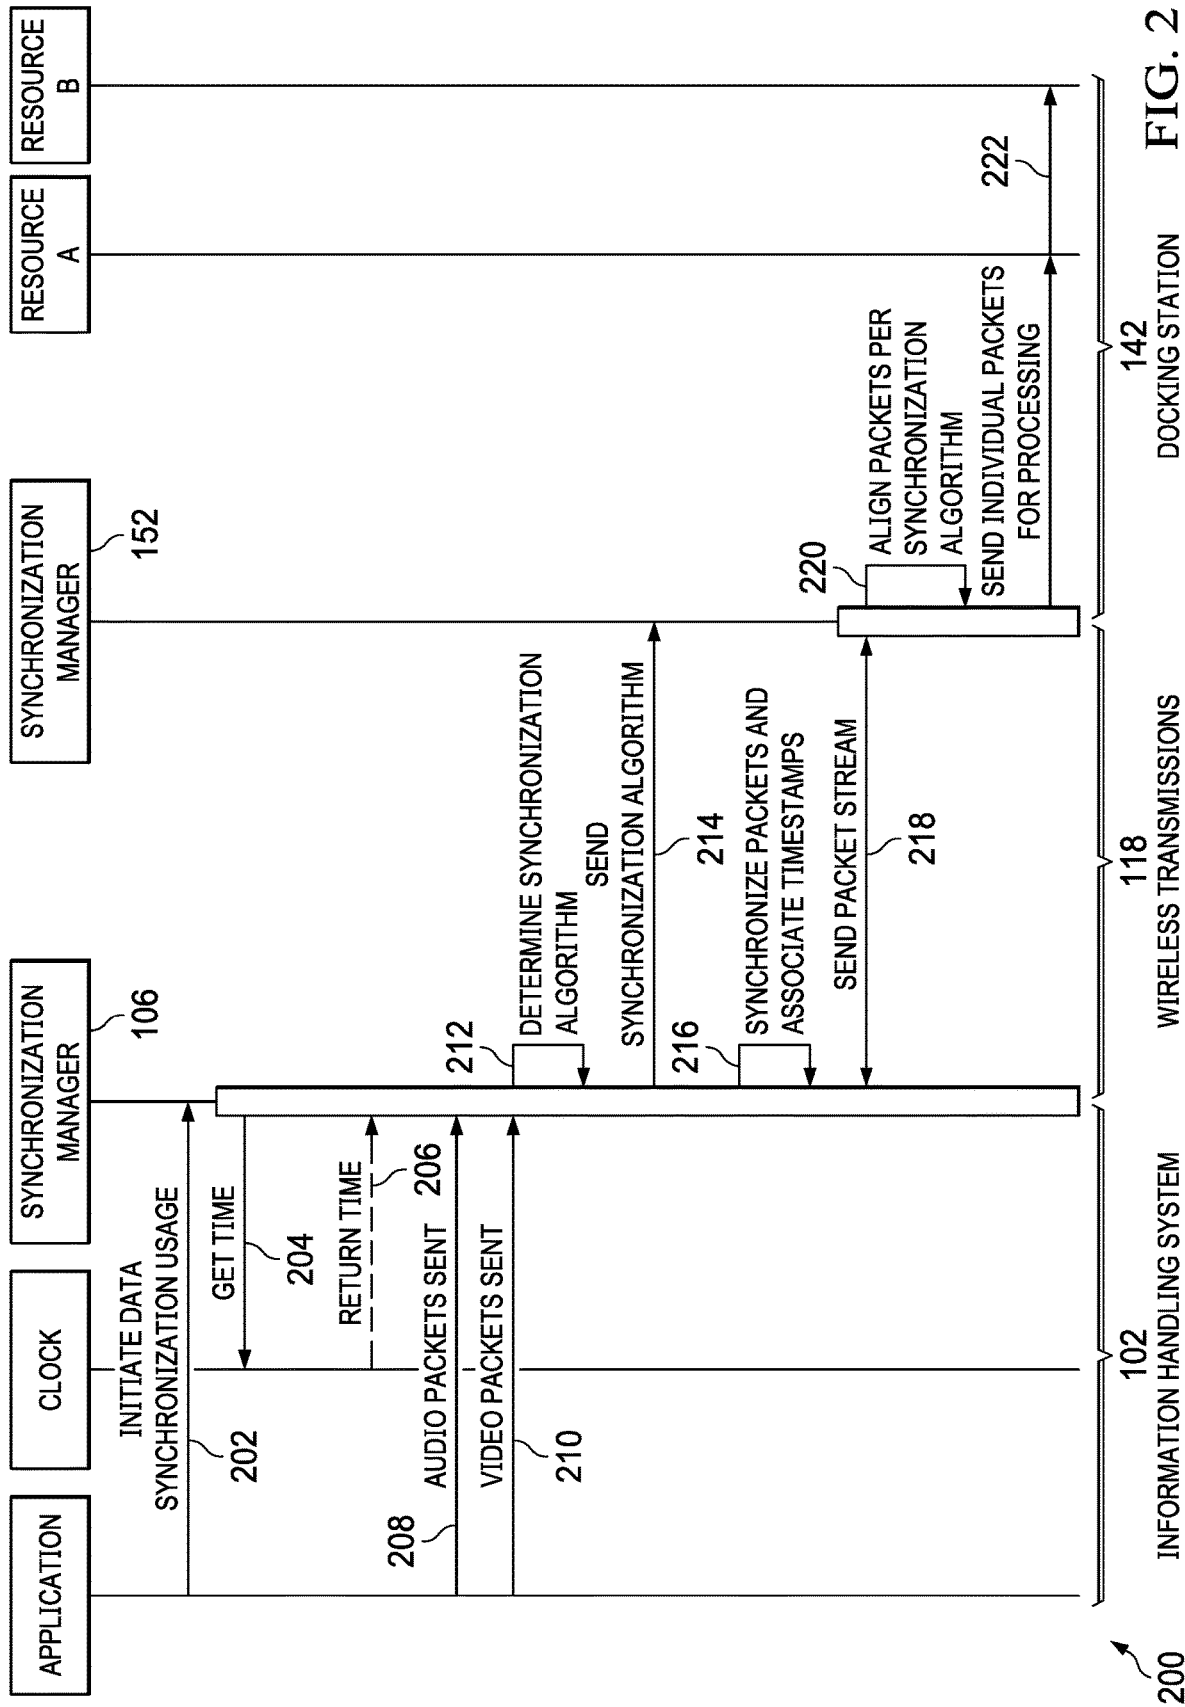 APPLICATION
CLOCK
SYNCHRONIZATION
MANAGER
106
SYNCHRONIZATION
MANAGER
152
RESOURCE
A
RESOURCE
B
INITIATE DATA
SYNCHRONIZATION USAGE
202
GET TIME
204
RETURN TIME
206
AUDIO PACKETS SENT
208
VIDEO PACKETS SENT
210
212
DETERMINE SYNCHRONIZATION
ALGORITHM
SEND
SYNCHRONIZATION ALGORITHM
214
216
SYNCHRONIZE PACKETS AND
ASSOCIATE TIMESTAMPS
SEND PACKET STREAM
218
220
ALIGN PACKETS PER
SYNCHRONIZATION
ALGORITHM
SEND INDIVIDUAL PACKETS
FOR PROCESSING
222
102
INFORMATION HANDLING SYSTEM
118
WIRELESS TRANSMISSIONS
142
DOCKING STATION
200
FIG. 2